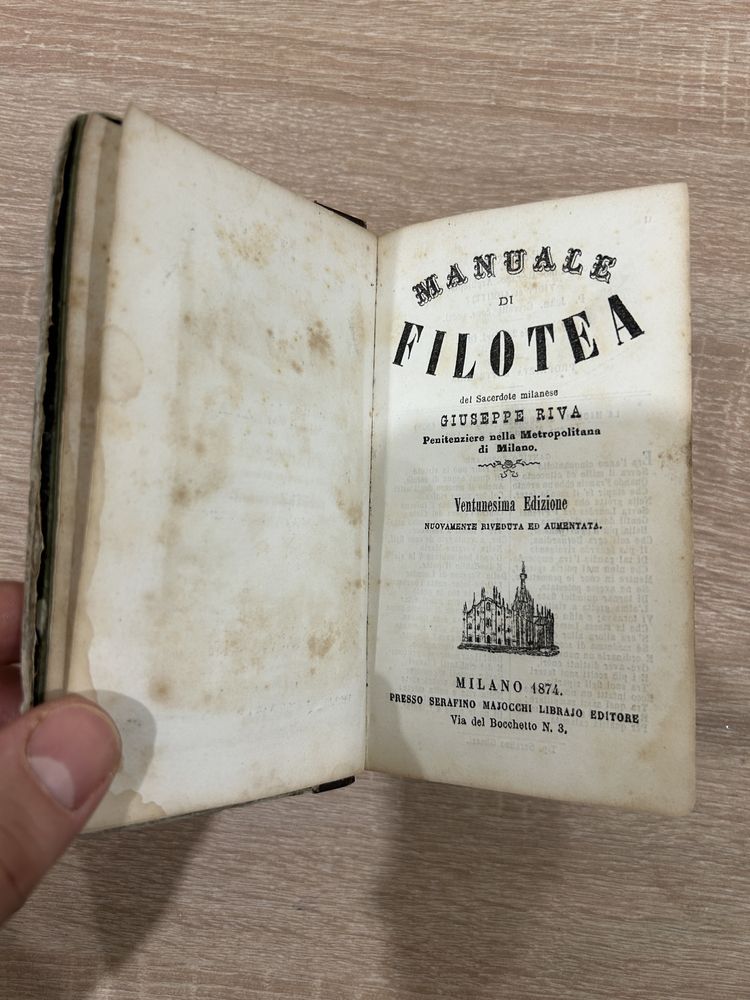 MANUALE
DI
FILOTEA
del Sacerdote milanese
GIUSEPPE RIVA
Penitenziere nella Metropolitana
di Milano.
Ventunesima Edizione
NUOVAMENTE RIVEDUTA ED AUMENTATA.
MILANO 1874.
PRESSO SERAFINO MAJOCCHI LIBRAJO EDITORE
Via del Bocchetto N. 3.